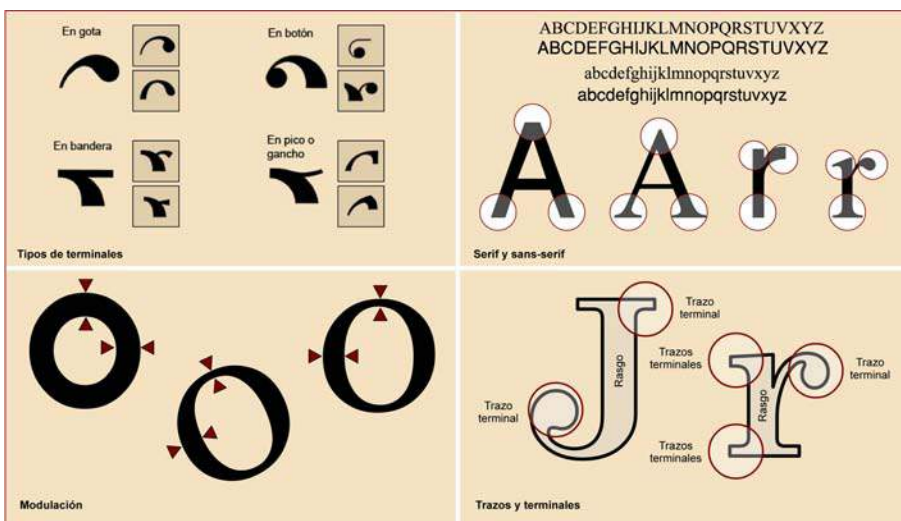 En gota
En botón
En bandera
En pico o
gancho
Tipos de terminales
ABCDEFGHIJKLMNOPQRSTUVXYZ
ABCDEFGHIJKLMNOPQRSTUVXYZ
abcdefghijklmnopqrstuvxyz
abcdefghijklmnopqrstuvxyz
A A r r
Serif y sans-serif
O O O
Modulación
J r
Trazo
terminal
Rasgo
Trazo
terminal
Trazos
terminales
Rasgo
Trazo
terminal
Trazos
terminales
Trazos y terminales